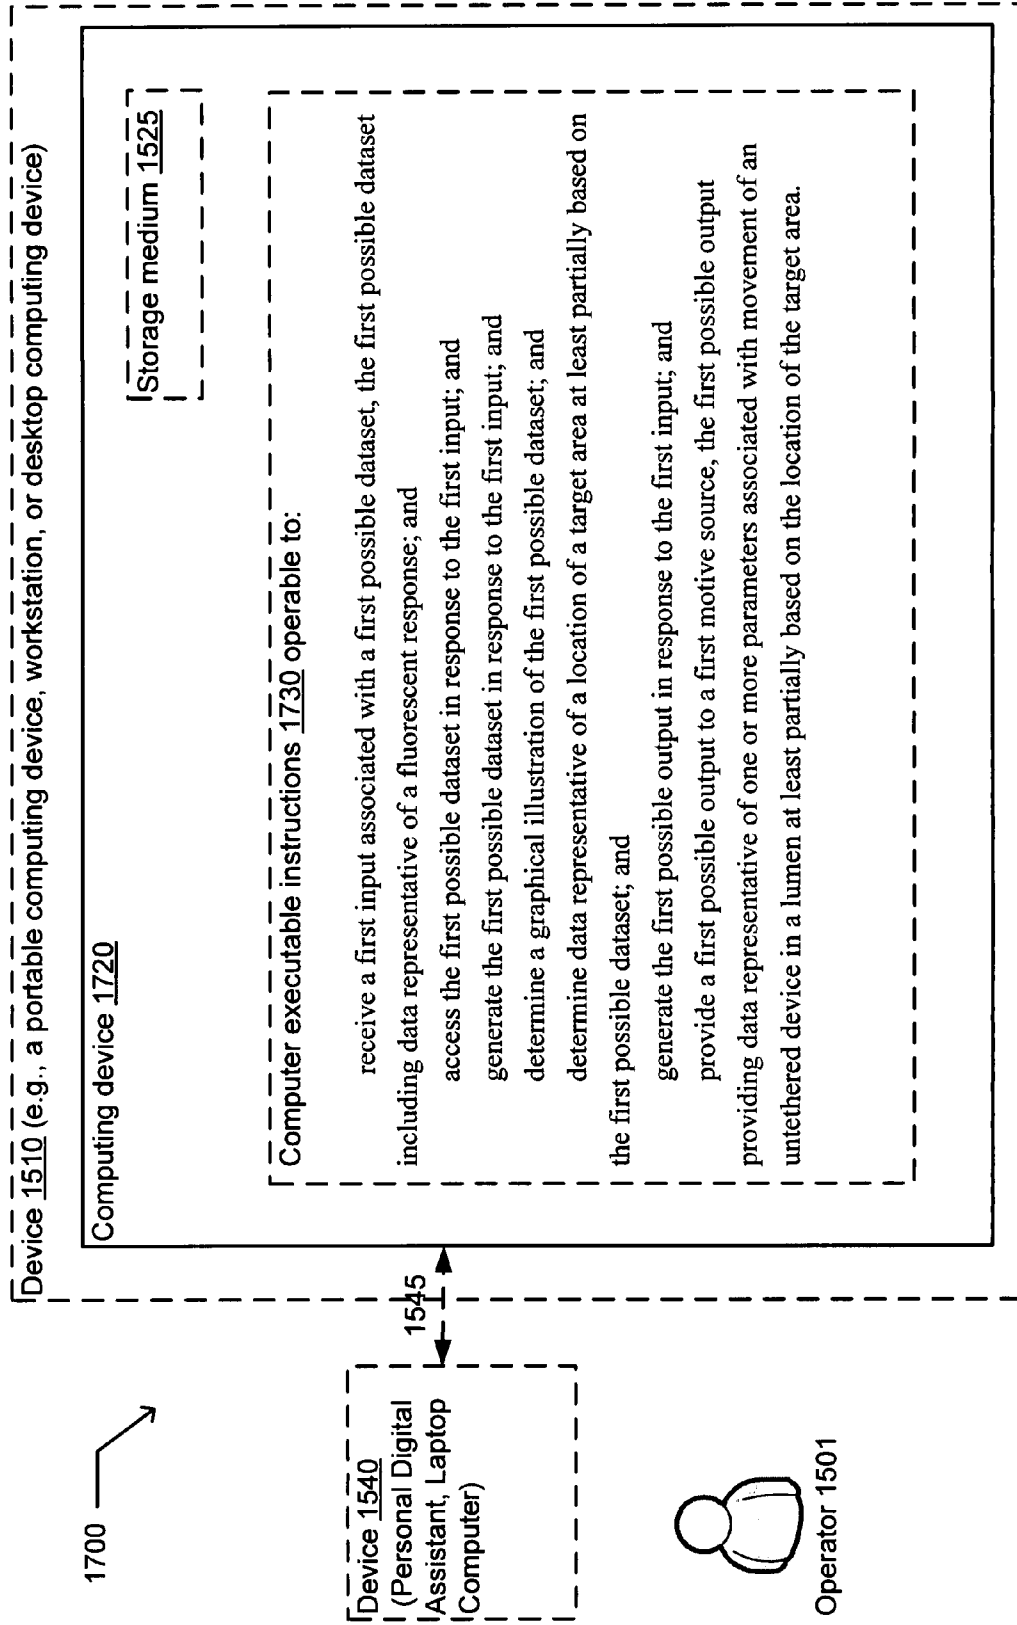 1700
Device 1510 (e.g., a portable computing device, workstation, or desktop computing device)
Computing device 1720
Storage medium 1525
Computer executable instructions 1730 operable to:
receive a first input associated with a first possible dataset, the first possible dataset
including data representative of a fluorescent response; and
access the first possible dataset in response to the first input; and
generate the first possible dataset in response to the first input; and
determine a graphical illustration of the first possible dataset; and
determine data representative of a location of a target area at least partially based on
the first possible dataset; and
generate the first possible output in response to the first input; and
provide a first possible output to a first motive source, the first possible output
providing data representative of one or more parameters associated with movement of an
untethered device in a lumen at least partially based on the location of the target area.
1545
Device 1540
(Personal Digital
Assistant, Laptop
Computer)
Operator 1501